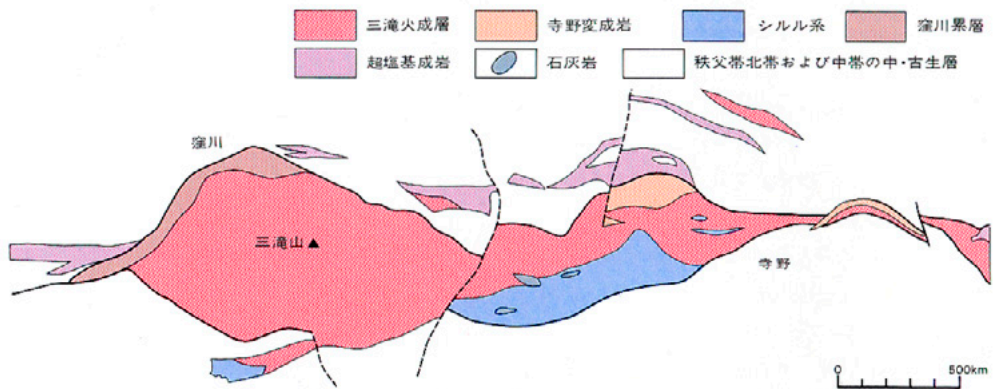 三滝火成層 寺野変成岩 シルル系 窪川累層
超塩基成岩 石灰岩 秩父帯北帯および中帯の中・古生層
窪川
三滝山
寺野
0 500km